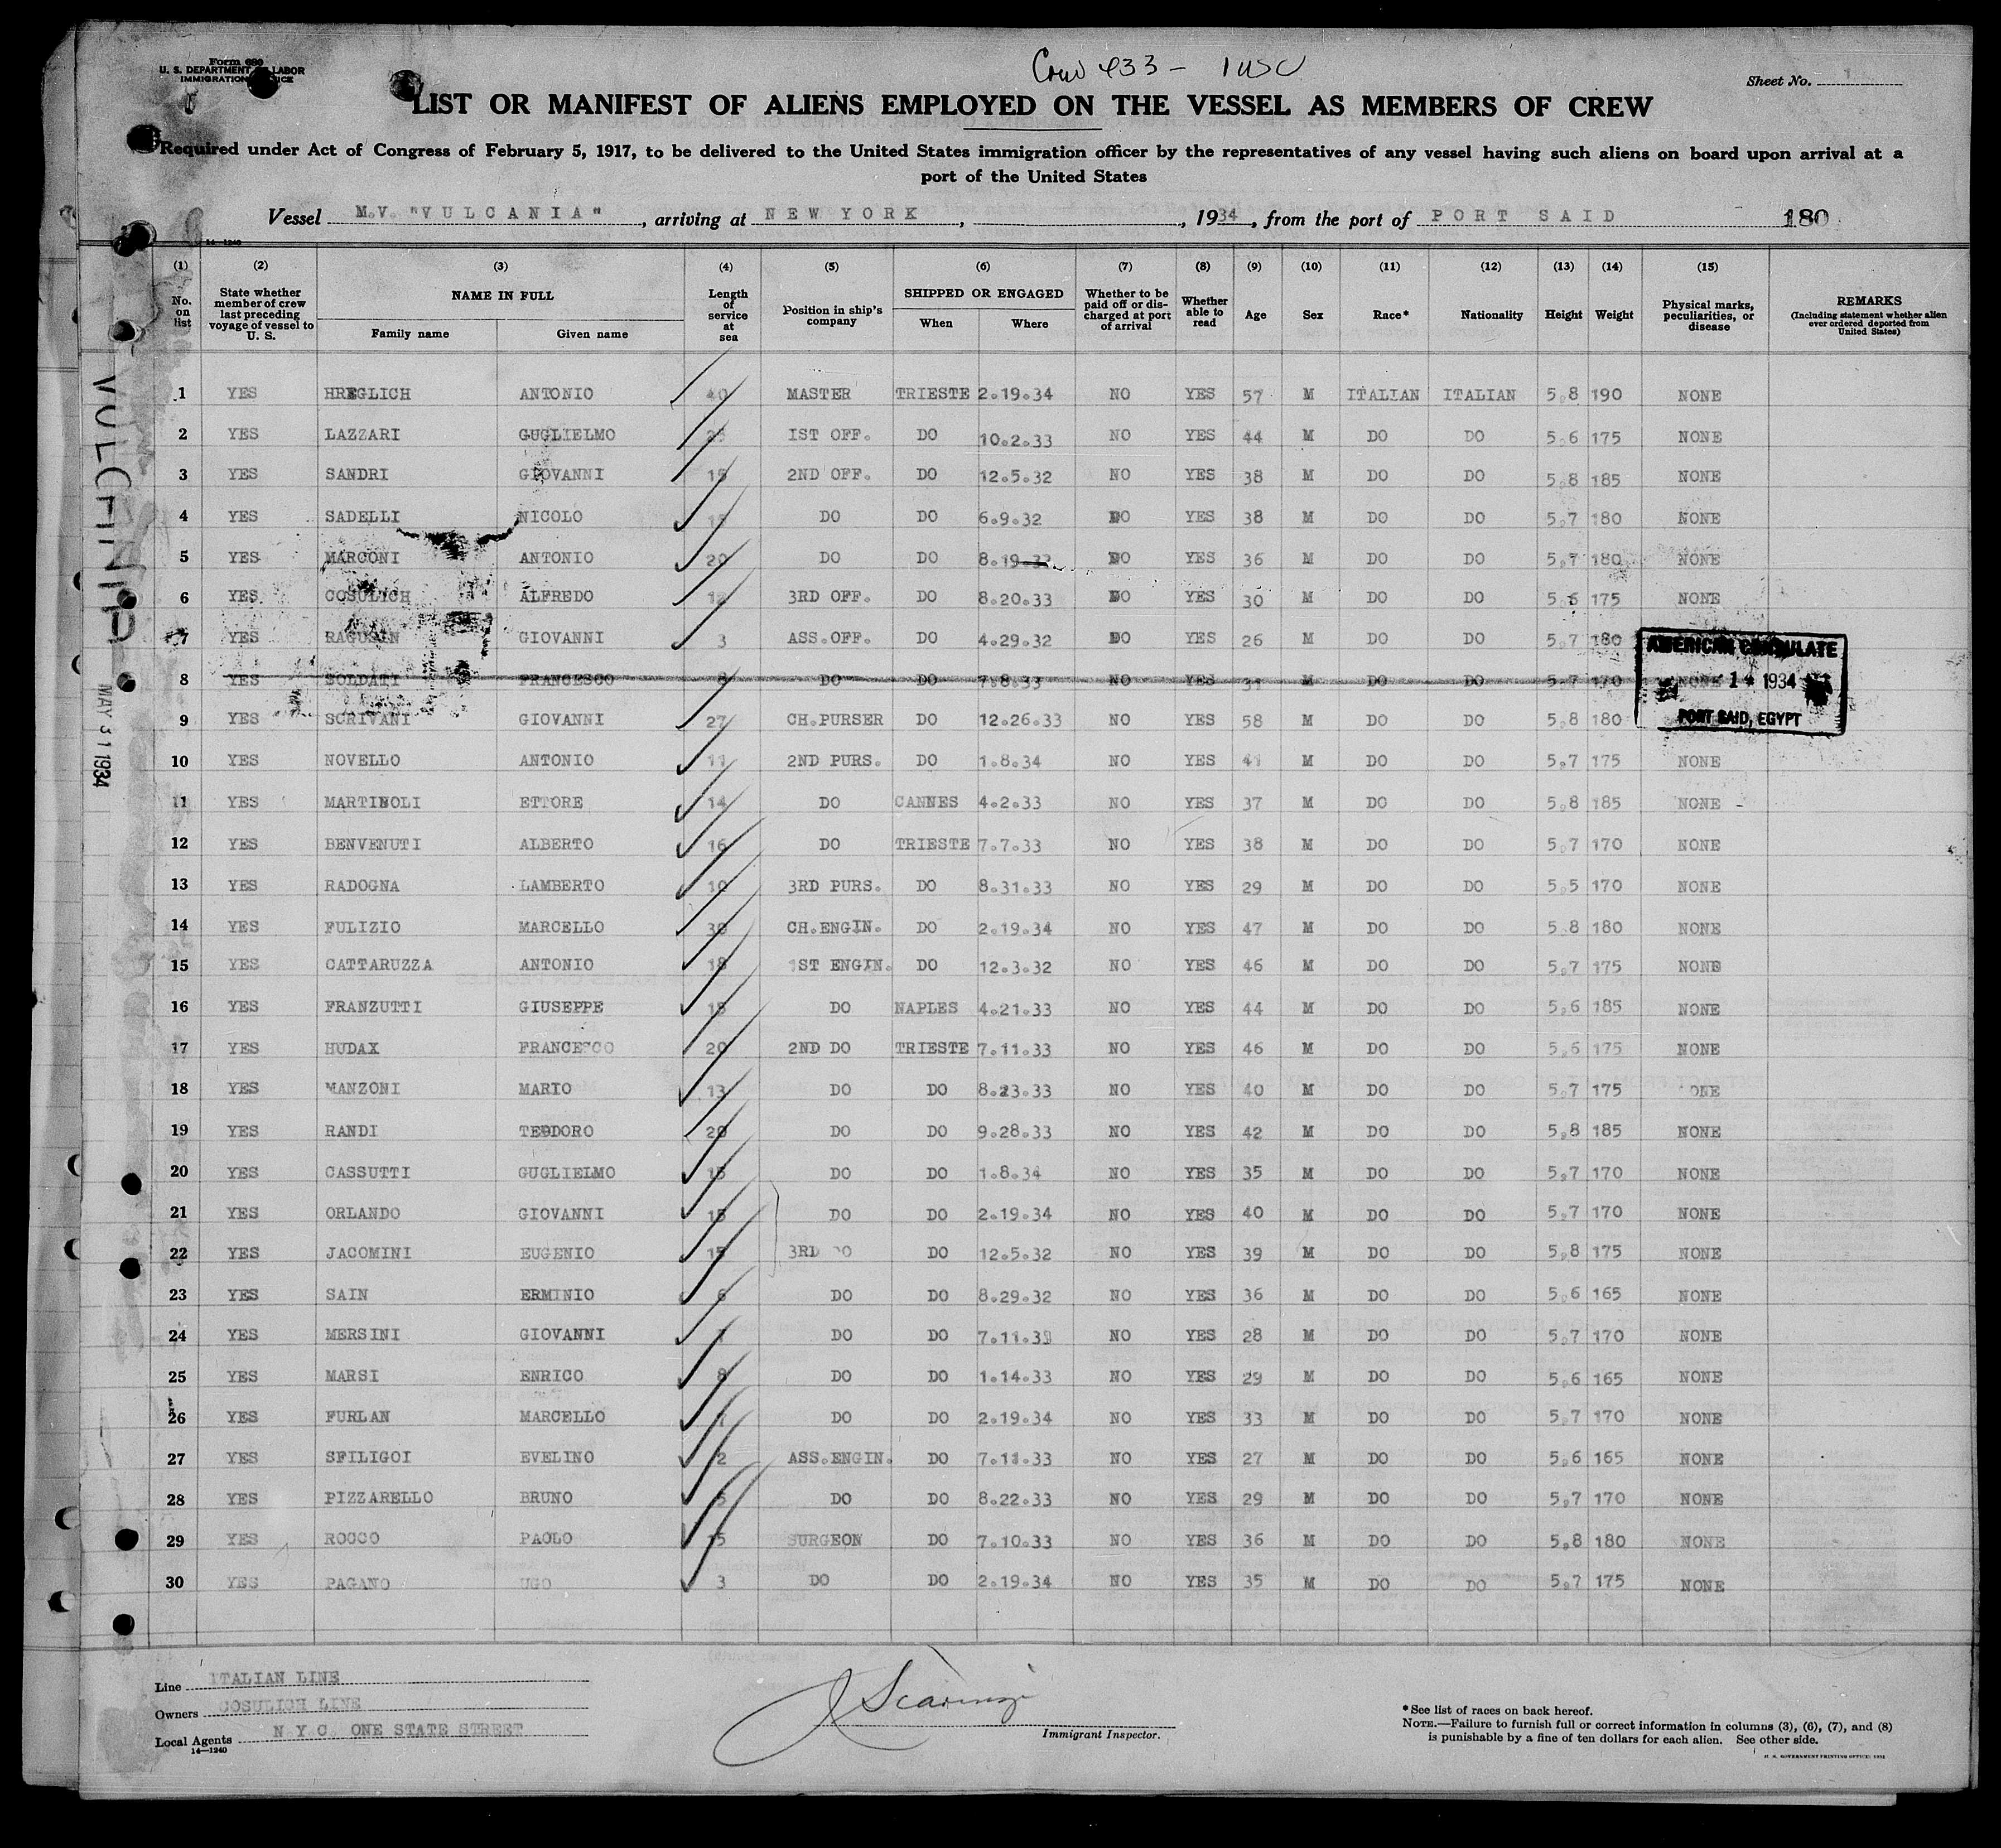 Form 680
U. S. DEPARTMENT OF LABOR
IMMIGRATION SERVICE
Crew 433 - 1 USC
Sheet No.
LIST OR MANIFEST OF ALIENS EMPLOYED ON THE VESSEL AS MEMBERS OF CREW
Required under Act of Congress of February 5, 1917, to be delivered to the United States immigration officer by the representatives of any vessel having such aliens on board upon arrival at a
port of the United States
Vessel M.V. "VULCANIA", arriving at NEW YORK, , 1934, from the port of PORT SAID 180
14—1240
(1) (2) (3) (4) (5) (6) (7) (8) (9) (10) (11) (12) (13) (14) (15)
No. on list State whether member of crew last preceding voyage of vessel to U. S. NAME IN FULL Family name Given name Length of service at sea Position in ship's company SHIPPED OR ENGAGED When Where Whether to be paid off or discharged at port of arrival Whether able to read Age Sex Race* Nationality Height Weight Physical marks, peculiarities, or disease REMARKS (Including statement whether alien ever ordered deported from United States)
1 YES HREGLICH ANTONIO 40 MASTER TRIESTE 2.19.34 NO YES 57 M ITALIAN ITALIAN 5.8 190 NONE
2 YES LAZZARI GUGLIELMO 25 IST OFF. DO 10.2.33 NO YES 44 M DO DO 5.6 175 NONE
3 YES SANDRI GIOVANNI 15 2ND OFF. DO 12.5.32 NO YES 38 M DO DO 5.8 185 NONE
4 YES SADELLI NICOLO DO DO 6.9.32 DO YES 38 M DO DO 5.7 180 NONE
5 YES MARCONI ANTONIO 20 DO DO 8.19.33 DO YES 36 M DO DO 5.7 180 NONE
6 YES COSULICH ALFREDO 3RD OFF. DO 8.20.33 DO YES 30 M DO DO 5.6 175 NONE
7 YES RAGUSIN GIOVANNI 3 ASS.OFF. DO 4.29.32 DO YES 26 M DO DO 5.7 180
8 YES SOLDATI FRANCESCO DO DO 7.8.33 NO YES 31 M DO DO 5.7 170 NONE
9 YES SCRIVANI GIOVANNI 27 CH.PURSER DO 12.26.33 NO YES 58 M DO DO 5.8 180
AMERICAN CONSULATE
1934
PORT SAID, EGYPT
10 YES NOVELLO ANTONIO 11 2ND PURS. DO 1.8.34 NO YES 41 M DO DO 5.7 175 NONE
11 YES MARTINOLI ETTORE 14 DO CANNES 4.2.33 NO YES 37 M DO DO 5.8 185 NONE
12 YES BENVENUTI ALBERTO 16 DO TRIESTE 7.7.33 NO YES 38 M DO DO 5.7 170 NONE
13 YES RADOGNA LAMBERTO 10 3RD PURS. DO 8.31.33 NO YES 29 M DO DO 5.5 170 NONE
14 YES FULIZIO MARCELLO 30 CH.ENGIN. DO 2.19.34 NO YES 47 M DO DO 5.8 180 NONE
15 YES CATTARUZZA ANTONIO 18 1ST ENGIN. DO 12.3.32 NO YES 46 M DO DO 5.7 175 NONE
16 YES FRANZUTTI GIUSEPPE 15 DO NAPLES 4.21.33 NO YES 44 M DO DO 5.6 185 NONE
17 YES HUDAX FRANCESCO 20 2ND DO TRIESTE 7.11.33 NO YES 46 M DO DO 5.6 175 NONE
18 YES MANZONI MARIO 13 DO DO 8.23.33 NO YES 40 M DO DO 5.7 175 ONE
19 YES RANDI TEODORO 20 DO DO 9.28.33 NO YES 42 M DO DO 5.8 185 NONE
20 YES CASSUTTI GUGLIELMO 15 DO DO 1.8.34 NO YES 35 M DO DO 5.7 170 NONE
21 YES ORLANDO GIOVANNI 15 DO DO 2.19.34 NO YES 40 M DO DO 5.7 170 NONE
22 YES JACOMINI EUGENIO 15 3RD DO DO 12.5.32 NO YES 39 M DO DO 5.8 175 NONE
23 YES SAIN ERMINIO 6 DO DO 8.29.32 NO YES 36 M DO DO 5.6 165 NONE
24 YES MERSINI GIOVANNI DO DO 7.11.33 NO YES 28 M DO DO 5.7 170 NONE
25 YES MARSI ENRICO 8 DO DO 1.14.33 NO YES 29 M DO DO 5.6 165 NONE
26 YES FURLAN MARCELLO DO DO 2.19.34 NO YES 33 M DO DO 5.7 170 NONE
27 YES SFILIGOI EVELINO 2 ASS.ENGIN. DO 7.11.33 NO YES 27 M DO DO 5.6 165 NONE
28 YES PIZZARELLO BRUNO 5 DO DO 8.22.33 NO YES 29 M DO DO 5.7 170 NONE
29 YES ROCCO PAOLO 15 SURGEON DO 7.10.33 NO YES 36 M DO DO 5.8 180 NONE
30 YES PAGANO UGO 3 DO DO 2.19.34 NO YES 35 M DO DO 5.7 175 NONE
VULCANIA
MAY 31 1934
Line ITALIAN LINE
Owners COSULICH LINE
Local Agents N Y C. ONE STATE STREET
14—1240
Immigrant Inspector.
*See list of races on back hereof.
NOTE.—Failure to furnish full or correct information in columns (3), (6), (7), and (8)
is punishable by a fine of ten dollars for each alien. See other side.
U. S. GOVERNMENT PRINTING OFFICE: 1932